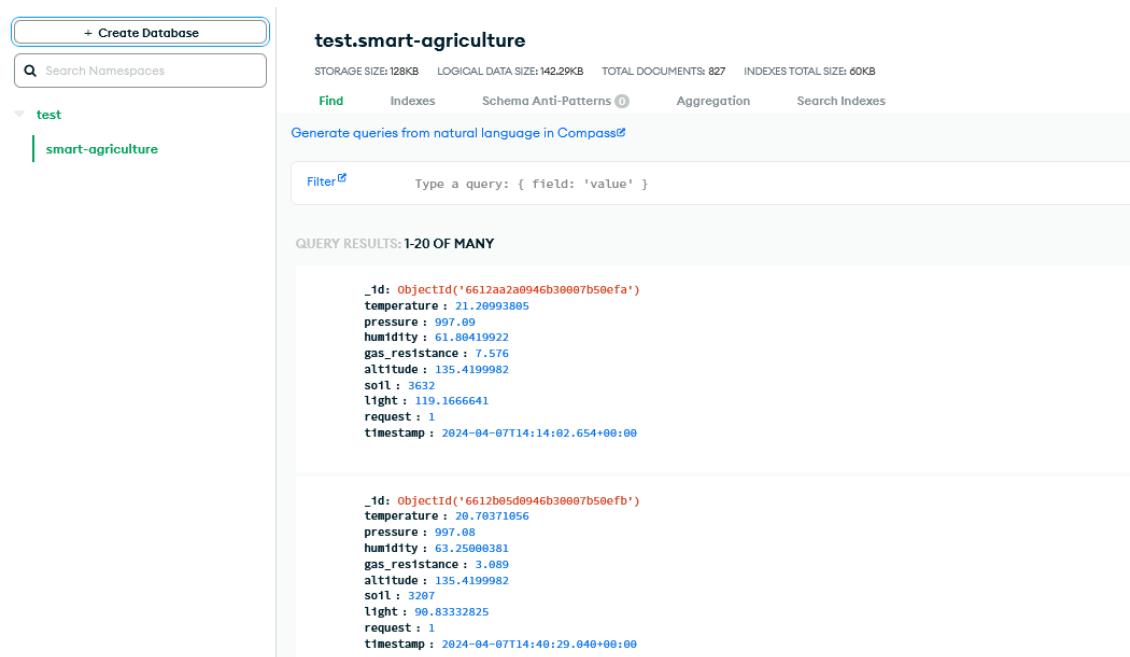 + Create Database
Search Namespaces
test
smart-agriculture
test.smart-agriculture
STORAGE SIZE: 128KB LOGICAL DATA SIZE: 142.29KB TOTAL DOCUMENTS: 827 INDEXES TOTAL SIZE: 60KB
Find Indexes Schema Anti-Patterns 0 Aggregation Search Indexes
Generate queries from natural language in Compass
Filter Type a query: { field: 'value' }
QUERY RESULTS: 1-20 OF MANY
_id: ObjectId('6612aa2a0946b30007b50efa')
temperature : 21.20993805
pressure : 997.09
humidity : 61.80419922
gas_resistance : 7.576
altitude : 135.4199982
soil : 3632
light : 119.1666641
request : 1
timestamp : 2024-04-07T14:14:02.654+00:00
_id: ObjectId('6612b05d0946b30007b50efb')
temperature : 20.70371056
pressure : 997.08
humidity : 63.25000381
gas_resistance : 3.089
altitude : 135.4199982
soil : 3207
light : 90.83332825
request : 1
timestamp : 2024-04-07T14:40:29.040+00:00